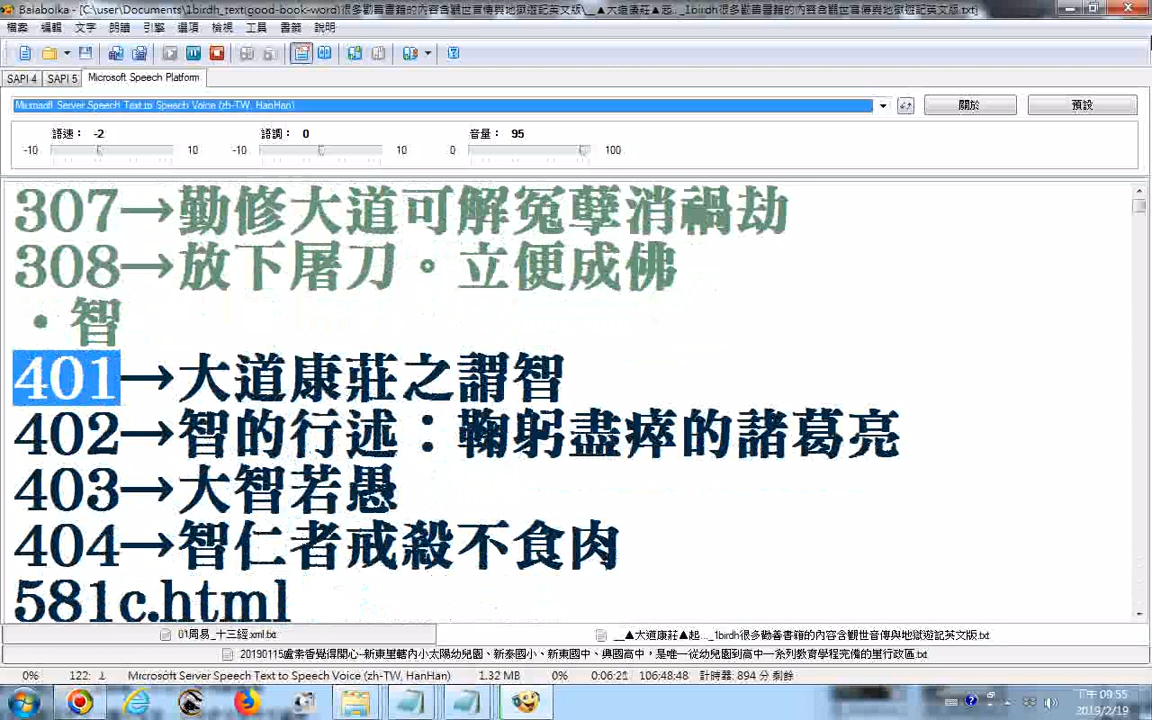 Balabolka - [C:\user\Documents\1birdh_text(good-book-word)很多勸善書籍的內容含觀世音傳與地獄遊記英文版\__▲大道康莊▲起..._1birdh很多勸善書籍的內容含觀世音傳與地獄遊記英文版.txt]
檔案 編輯 文字 朗讀 引擎 選項 檢視 工具 書籤 說明
SAPI 4 SAPI 5 Microsoft Speech Platform
Microsoft Server Speech Text to Speech Voice (zh-TW, HanHan) 關於 預設
語速： -2 語調： 0 音量： 95
-10 10 -10 10 0 100
307→勤修大道可解冤孽消禍劫
308→放下屠刀。立便成佛
・智
401→大道康莊之謂智
402→智的行述：鞠躬盡瘁的諸葛亮
403→大智若愚
404→智仁者戒殺不食肉
581c.html
01周易_十三經.xml.txt __▲大道康莊▲起..._1birdh很多勸善書籍的內容含觀世音傳與地獄遊記英文版.txt
20190115盧素香覺得開心-新東里轄內小太陽幼兒園、新泰國小、新東國中、典國高中，是唯一從幼兒園到高中一系列教育學程完備的里行政區.txt
0% 122: 1 Microsoft Server Speech Text to Speech Voice (zh-TW, HanHan) 1.32 MB 0% 0:06:21 106:48:48 計時器: 894 分 剩餘
下午 09:55
2019/2/19